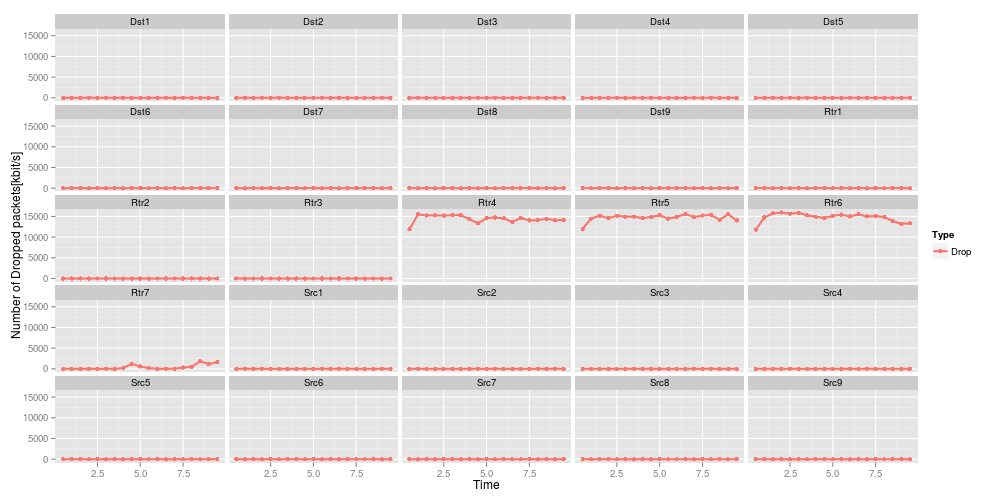 Dst1 Dst2 Dst3 Dst4 Dst5
15000
10000
5000
0
Dst6 Dst7 Dst8 Dst9 Rtr1
15000
10000
5000
0
Rtr2 Rtr3 Rtr4 Rtr5 Rtr6
15000
10000
5000
0
Rtr7 Src1 Src2 Src3 Src4
15000
10000
5000
0
Src5 Src6 Src7 Src8 Src9
15000
10000
5000
0
2.5 5.0 7.5 2.5 5.0 7.5 2.5 5.0 7.5 2.5 5.0 7.5 2.5 5.0 7.5
Time
Number of Dropped packets[kbit/s]
Type
Drop